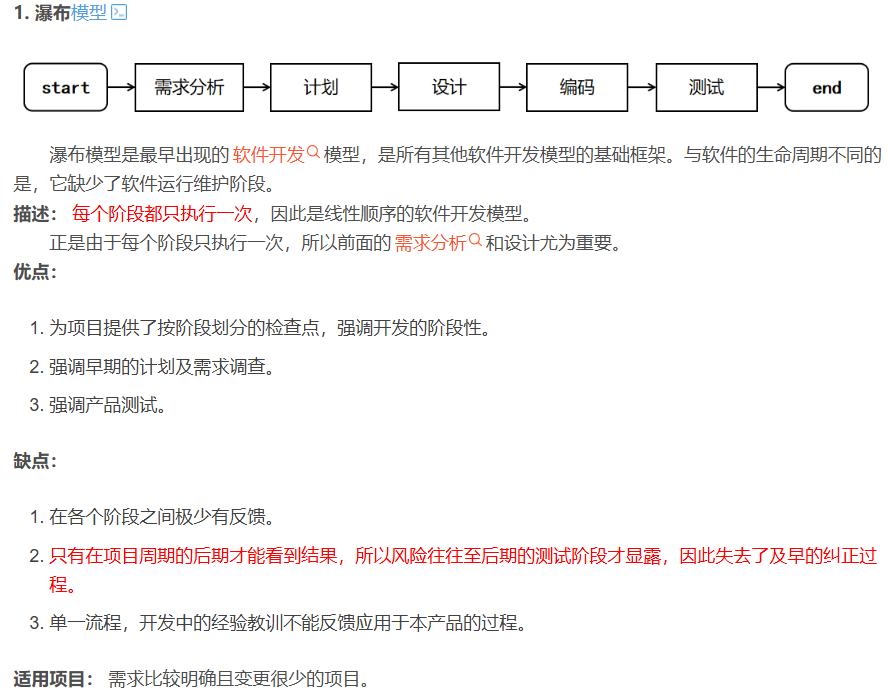 1. 瀑布模型
start 需求分析 计划 设计 编码 测试 end
瀑布模型是最早出现的 软件开发 模型，是所有其他软件开发模型的基础框架。与软件的生命周期不同的
是，它缺少了软件运行维护阶段。
描述： 每个阶段都只执行一次，因此是线性顺序的软件开发模型。
正是由于每个阶段只执行一次，所以前面的 需求分析 和设计尤为重要。
优点：
1. 为项目提供了按阶段划分的检查点，强调开发的阶段性。
2. 强调早期的计划及需求调查。
3. 强调产品测试。
缺点：
1. 在各个阶段之间极少有反馈。
2. 只有在项目周期的后期才能看到结果，所以风险往往至后期的测试阶段才显露，因此失去了及早的纠正过
程。
3. 单一流程，开发中的经验教训不能反馈应用于本产品的过程。
适用项目： 需求比较明确且变更很少的项目。